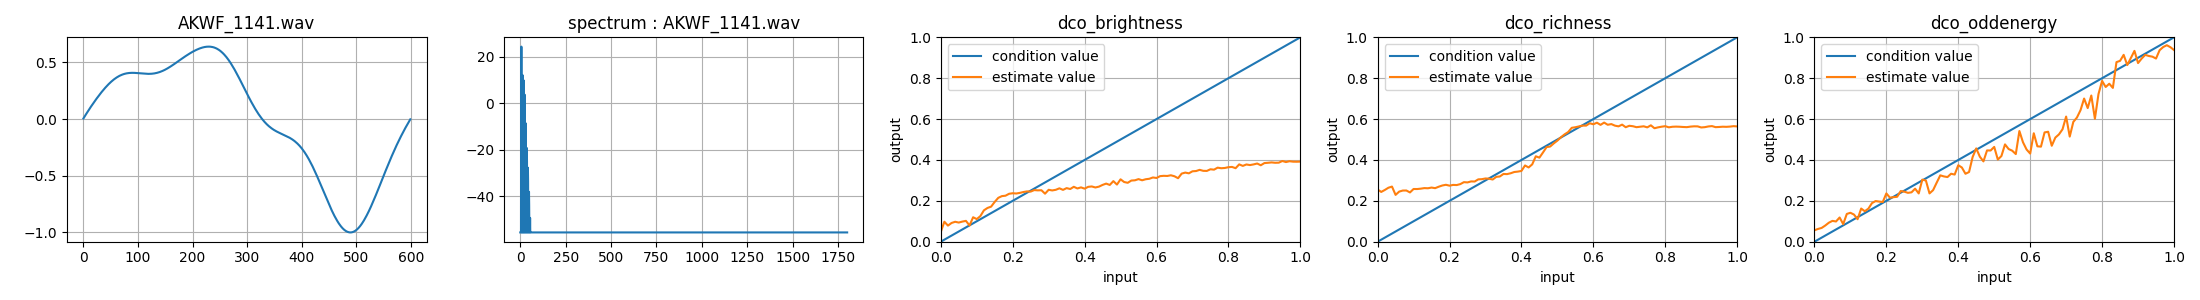 AKWF_1141.wav
0.5
0.0
−0.5
−1.0
0 100 200 300 400 500 600
spectrum : AKWF_1141.wav
20
0
−20
−40
0 250 500 750 1000 1250 1500 1750
dco_brightness
condition value
estimate value
output
1.0
0.8
0.6
0.4
0.2
0.0
0.0 0.2 0.4 0.6 0.8 1.0
input
dco_richness
condition value
estimate value
output
1.0
0.8
0.6
0.4
0.2
0.0
0.0 0.2 0.4 0.6 0.8 1.0
input
dco_oddenergy
condition value
estimate value
output
1.0
0.8
0.6
0.4
0.2
0.0
0.0 0.2 0.4 0.6 0.8 1.0
input